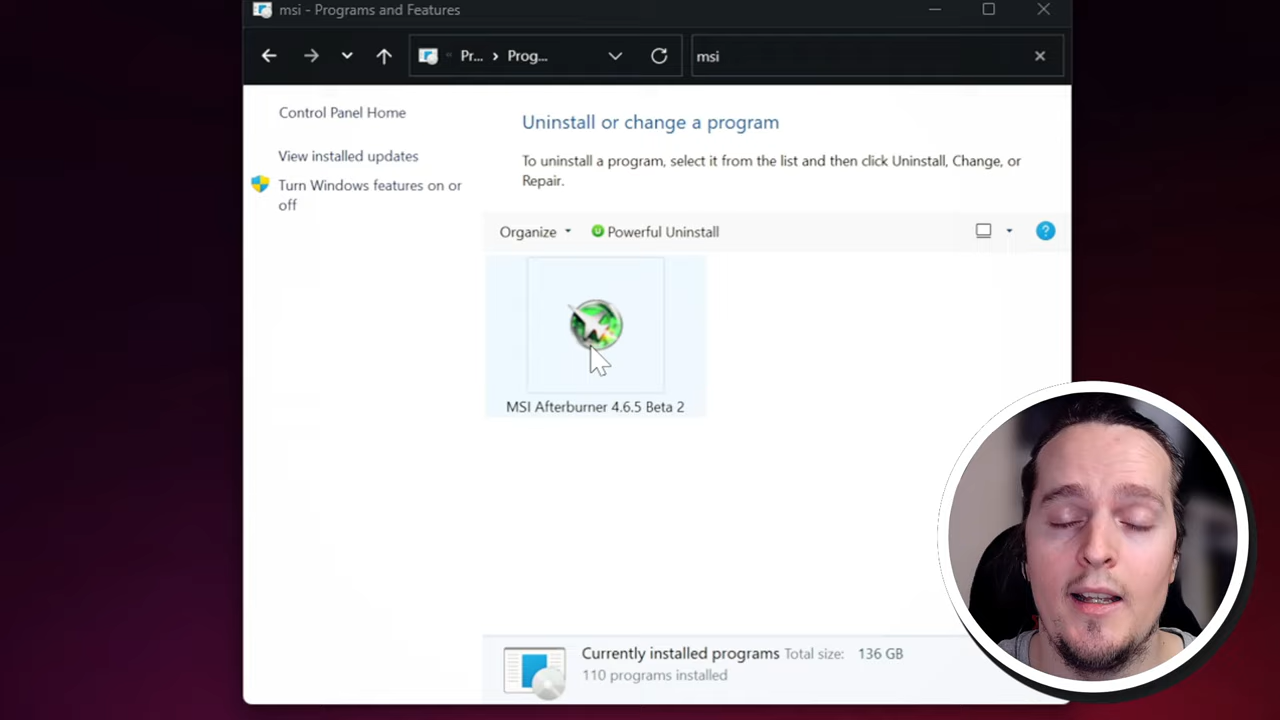 msi - Programs and Features
Pr... › Prog...
msi
Control Panel Home
View installed updates
Turn Windows features on or
off
Uninstall or change a program
To uninstall a program, select it from the list and then click Uninstall, Change, or
Repair.
Organize
Powerful Uninstall
?
MSI Afterburner 4.6.5 Beta 2
Currently installed programs Total size: 136 GB
110 programs installed